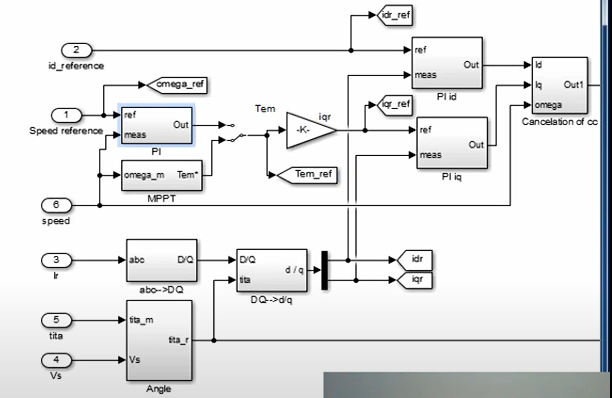 idr_ref
2
id_reference
ref
meas
Out
PI id
omega_ref
1
Speed reference
ref
meas
Out
PI
Tem
-K-
iqr
iqr_ref
ref
meas
Out
PI iq
Id
Iq
omega
Out1
Cancelation of cc
omega_m
Tem*
MPPT
Tem_ref
6
speed
3
Ir
abc
D/Q
abc-->DQ
D/Q
tita
d / q
DQ-->d/q
idr
iqr
5
tita
4
Vs
tita_m
Vs
tita_r
Angle